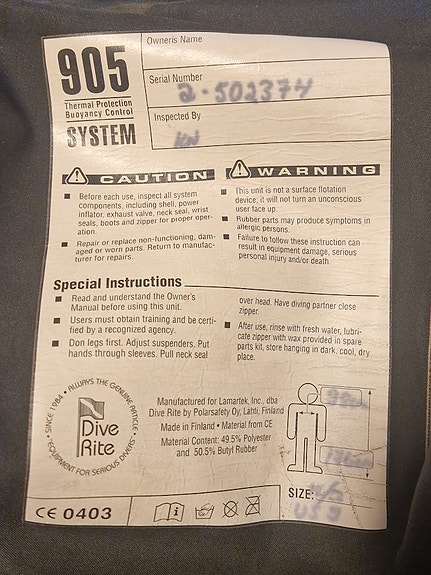 905
Thermal Protection
Buoyancy Control
SYSTEM
Owner's Name
Serial Number
2-502374
Inspected By
KN
CAUTION
Before each use, inspect all system
components, including shell, power
inflator, exhaust valve, neck seal, wrist
seals, boots and zipper for proper oper-
ation.
Repair or replace non-functioning, dam-
aged or worn parts. Return to manufac-
turer for repairs.
WARNING
This unit is not a surface flotation
device; it will not turn an unconscious
user face up.
Rubber parts may produce symptoms in
allergic persons.
Failure to follow these instruction can
result in equipment damage, serious
personal injury and/or death.
Special Instructions
Read and understand the Owner's
Manual before using this unit.
Users must obtain training and be certi-
fied by a recognized agency.
Don legs first. Adjust suspenders. Put
hands through sleeves. Pull neck seal
over head. Have diving partner close
zipper.
After use, rinse with fresh water, lubri-
cate zipper with wax provided in spare
parts kit, store hanging in dark, cool, dry
place.
SINCE 1984 • ALWAYS THE GENUINE ARTICLE
Dive
Rite
• EQUIPMENT FOR SERIOUS DIVERS •
Manufactured for Lamartek, Inc., dba
Dive Rite by Polarsafety Oy, Lahti, Finland
Made in Finland • Material from CE
Material Content: 49.5% Polyester
and 50.5% Butyl Rubber
SIZE:
US 9
CE 0403